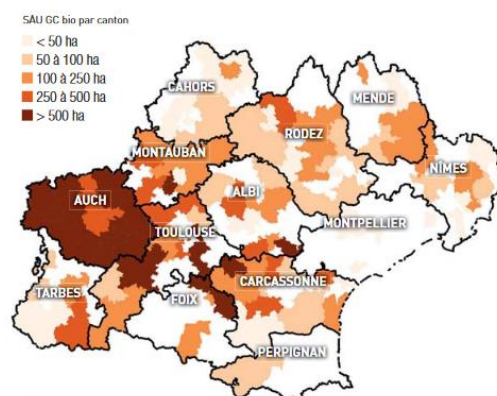 SAU GC bio par canton
< 50 ha
50 à 100 ha
100 à 250 ha
250 à 500 ha
> 500 ha
CAHORS
MENDE
RODEZ
MONTAUBAN
NÎMES
ALBI
AUCH
MONTPELLIER
TOULOUSE
CARCASSONNE
TARBES
FOIX
PERPIGNAN